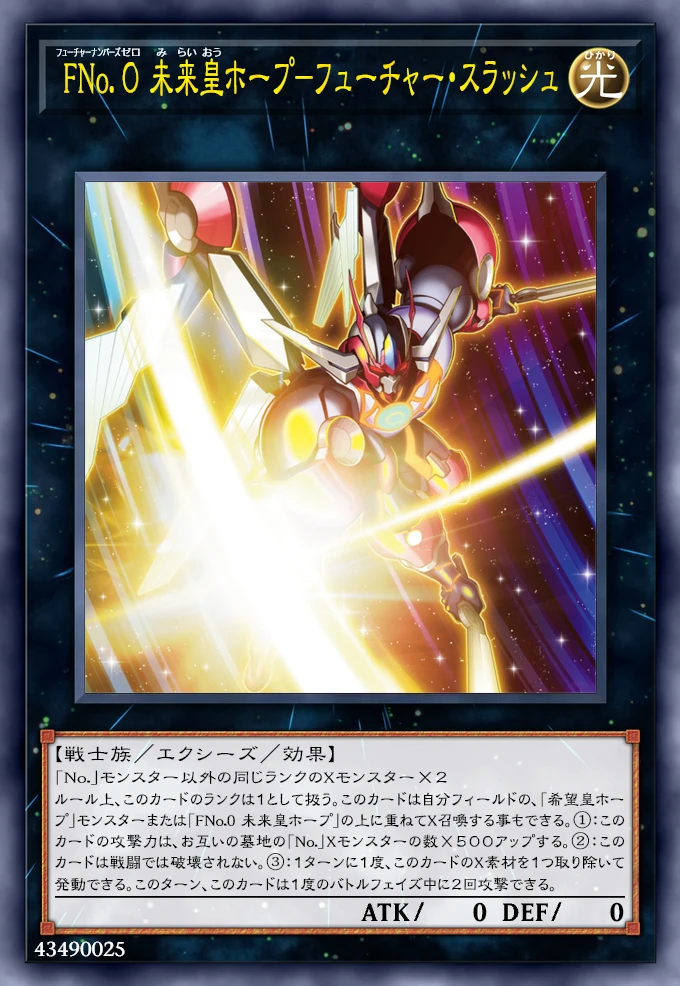 フューチャーナンバーズゼロ み らい おう
FNo.0 未来皇ホープ－フューチャー・スラッシュ
ひかり
光
【戦士族／エクシーズ／効果】
「No.」モンスター以外の同じランクのXモンスター×2
ルール上、このカードのランクは1として扱う。このカードは自分フィールドの、「希望皇ホー
プ」モンスターまたは「FNo.0 未来皇ホープ」の上に重ねてX召喚する事もできる。①：この
カードの攻撃力は、お互いの墓地の「No.」Xモンスターの数×500アップする。②：この
カードは戦闘では破壊されない。③：1ターンに1度、このカードのX素材を1つ取り除いて
発動できる。このターン、このカードは1度のバトルフェイズ中に2回攻撃できる。
ATK/ 0 DEF/ 0
43490025